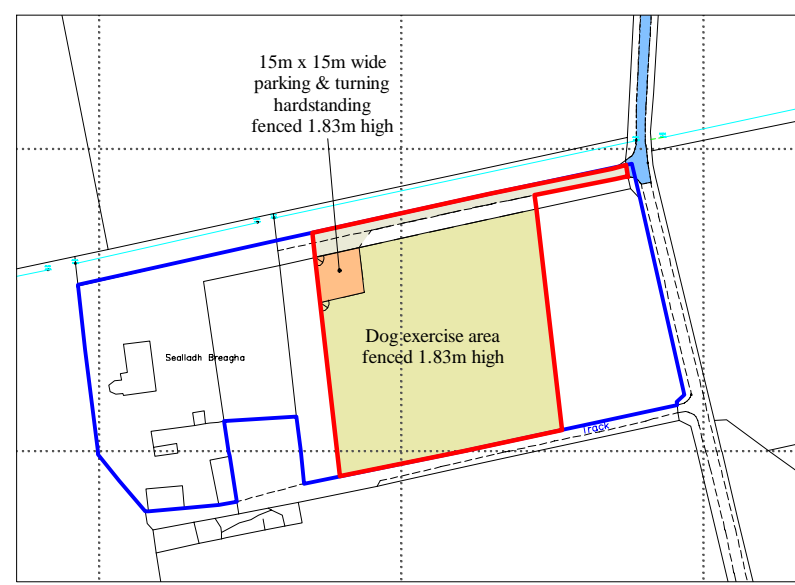 15m x 15m wide
parking & turning
hardstanding
fenced 1.83m high
Dog exercise area
fenced 1.83m high
Sealladh Breagha
Track